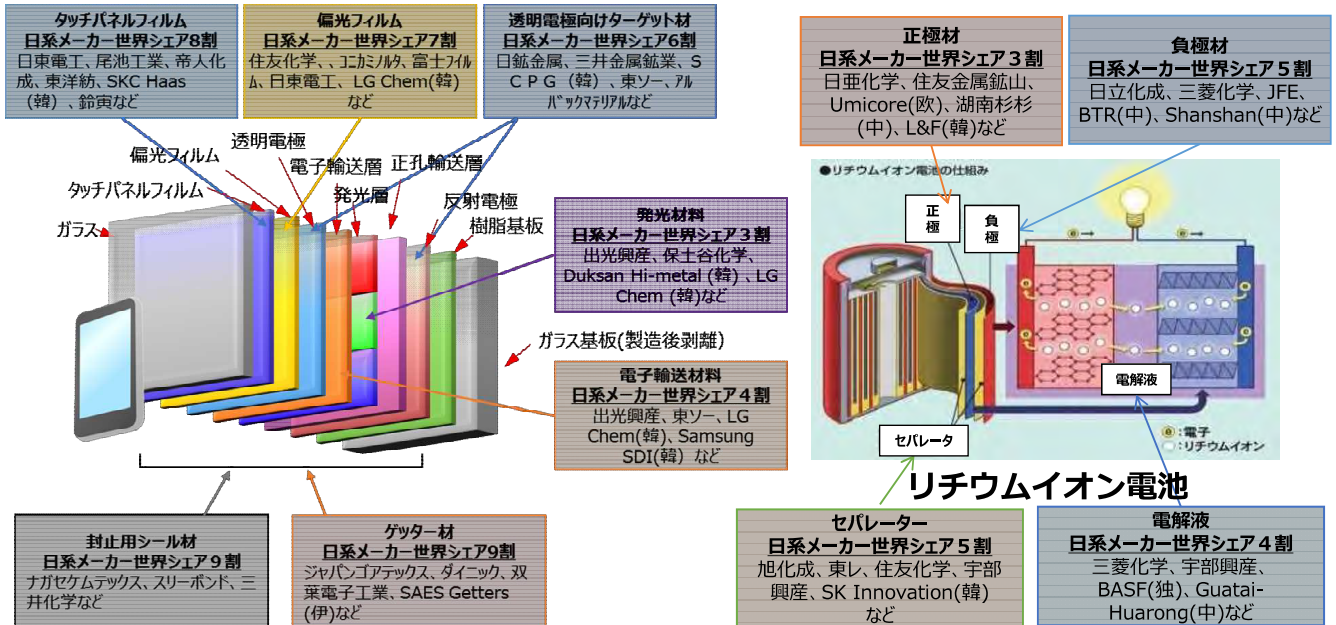 タッチパネルフィルム
日系メーカー世界シェア8割
日東電工、尾池工業、帝人化
成、東洋紡、SKC Haas
(韓) 、鈴寅など
偏光フィルム
日系メーカー世界シェア7割
住友化学、、コニカミノルタ、富士フイル
ム、日東電工、LG Chem(韓)
など
透明電極向けターゲット材
日系メーカー世界シェア6割
日鉱金属、三井金属鉱業、S
CPG(韓)、東ソー、アル
バックマテリアルなど
透明電極
偏光フィルム
電子輸送層
正孔輸送層
タッチパネルフィルム
発光層
反射電極
ガラス
樹脂基板
発光材料
日系メーカー世界シェア3割
出光興産、保土谷化学、
Duksan Hi-metal (韓) 、LG
Chem (韓)など
ガラス基板(製造後剥離)
電子輸送材料
日系メーカー世界シェア4割
出光興産、東ソー、LG
Chem(韓)、Samsung
SDI(韓) など
封止用シール材
日系メーカー世界シェア9割
ナガセケムテックス、スリーボンド、三
井化学など
ゲッター材
日系メーカー世界シェア9割
ジャパンゴアテックス、ダイニック、双
葉電子工業、SAES Getters
(伊)など
正極材
日系メーカー世界シェア3割
日亜化学、住友金属鉱山、
Umicore(欧)、湖南杉杉
(中)、L&F(韓)など
負極材
日系メーカー世界シェア5割
日立化成、三菱化学、JFE、
BTR(中)、Shanshan(中)など
●リチウムイオン電池の仕組み
正極
負極
e→
e→
電解液
セパレータ
e:電子
:リチウムイオン
リチウムイオン電池
セパレーター
日系メーカー世界シェア5割
旭化成、東レ、住友化学、宇部
興産、SK Innovation(韓)
など
電解液
日系メーカー世界シェア4割
三菱化学、宇部興産、
BASF(独)、Guatai-
Huarong(中)など